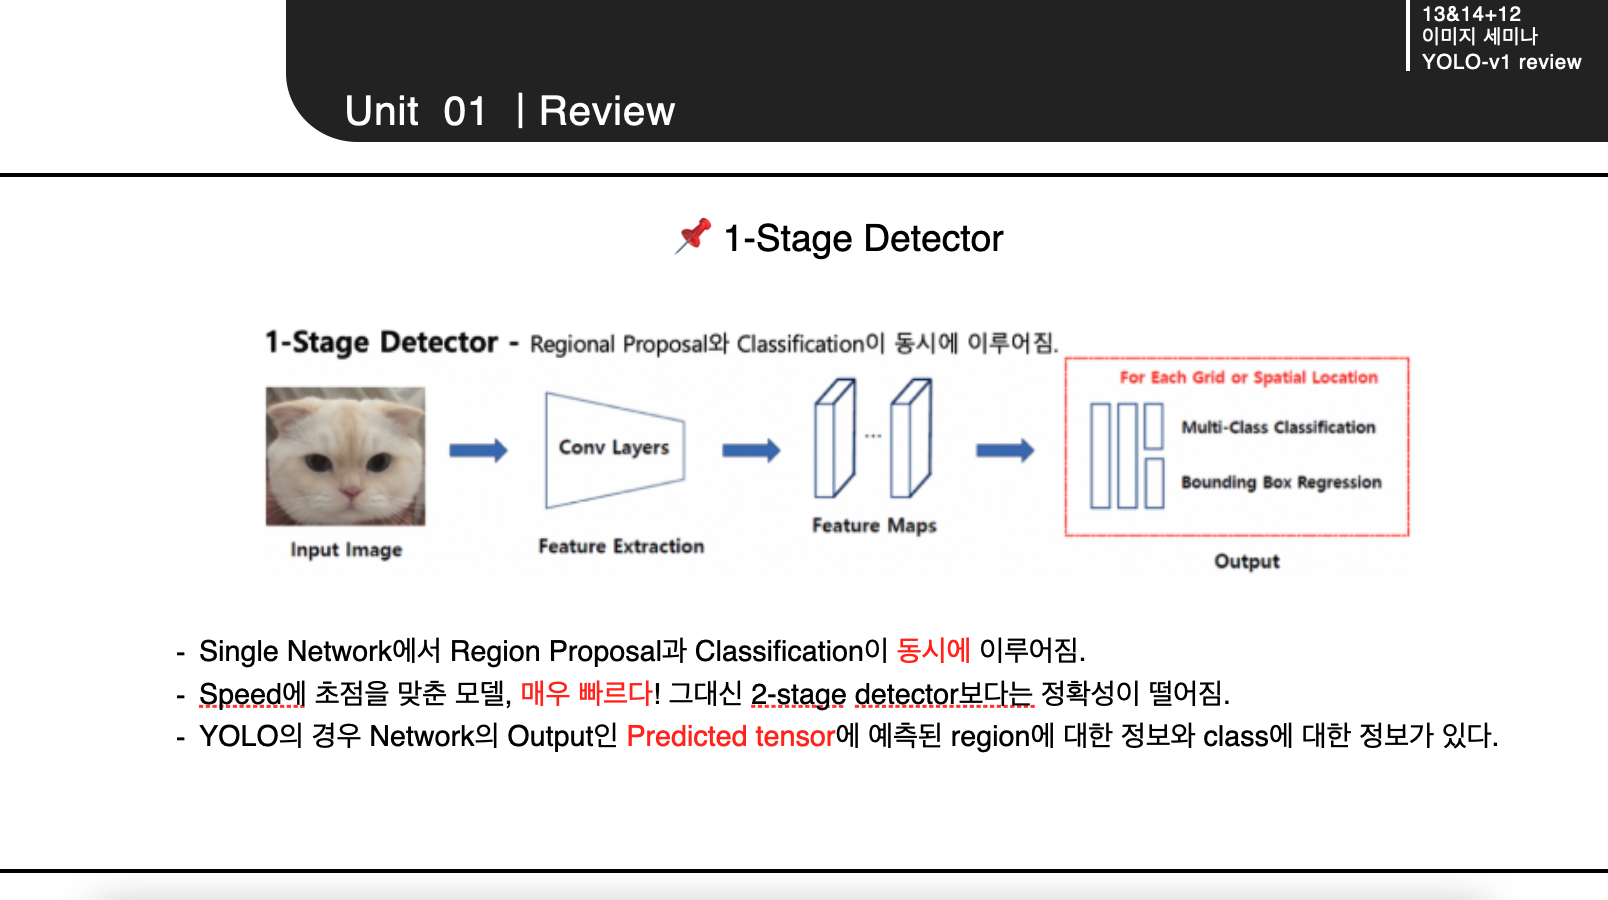 13&14+12
이미지 세미나
YOLO-v1 review
Unit 01 | Review
📌 1-Stage Detector
1-Stage Detector - Regional Proposal와 Classification이 동시에 이루어짐.
For Each Grid or Spatial Location
Multi-Class Classification
Conv Layers
...
Bounding Box Regression
Feature Maps
Input Image
Feature Extraction
Output
- Single Network에서 Region Proposal과 Classification이 동시에 이루어짐.
- Speed에 초점을 맞춘 모델, 매우 빠르다! 그대신 2-stage detector보다는 정확성이 떨어짐.
- YOLO의 경우 Network의 Output인 Predicted tensor에 예측된 region에 대한 정보와 class에 대한 정보가 있다.